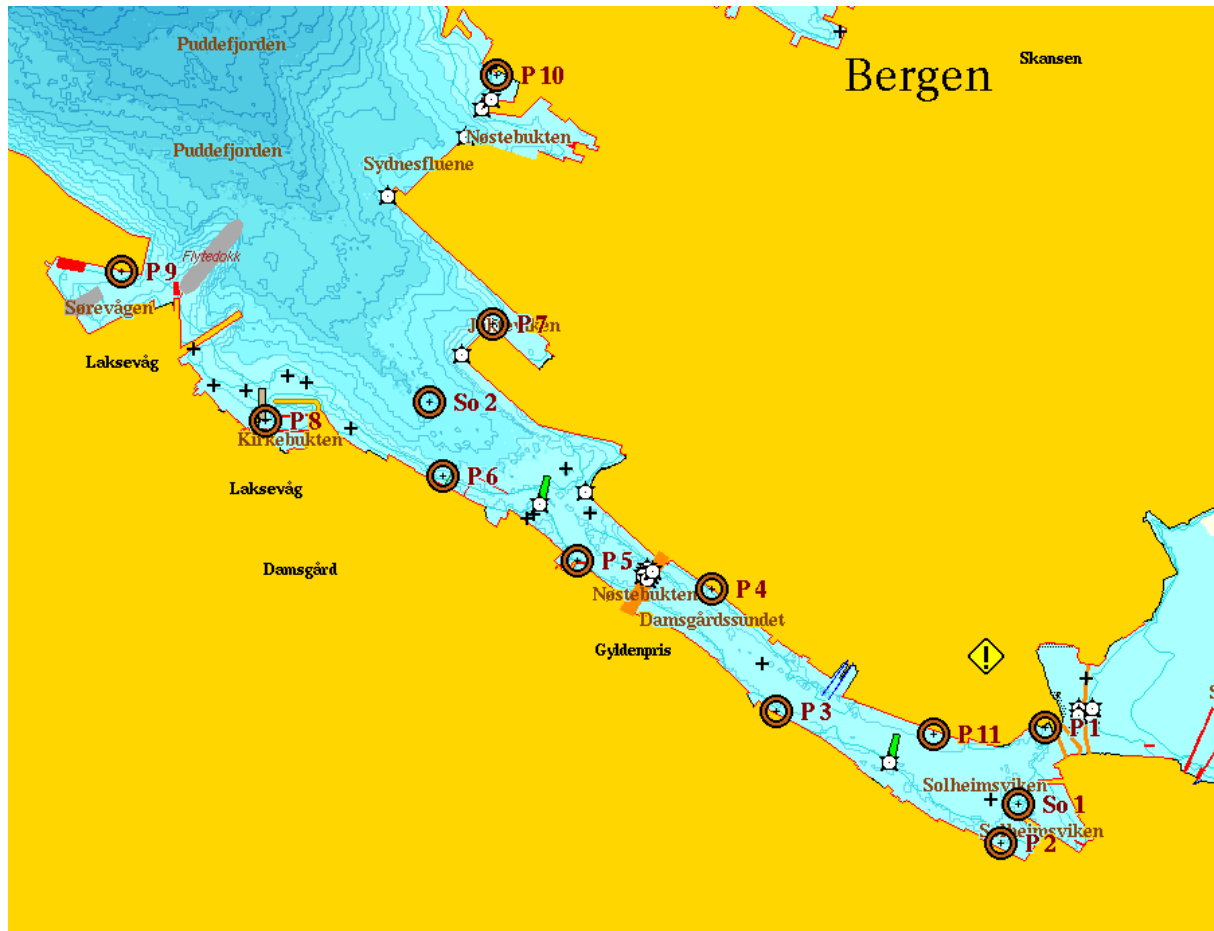 Puddefjorden
Skansen
P 10
Bergen
Nøstebukten
Puddefjorden
Sydnesfluene
Flytedokk
P 9
Sørevågen
P 7
Laksevåg
So 2
P 8
Kirkebukten
P 6
Laksevåg
P 5
Damsgård
P 4
Nøstebukten
Damsgårdssundet
Gyldenpris
P 3
P 1
P 11
Solheimsviken
So 1
Solheimsviken
P 2